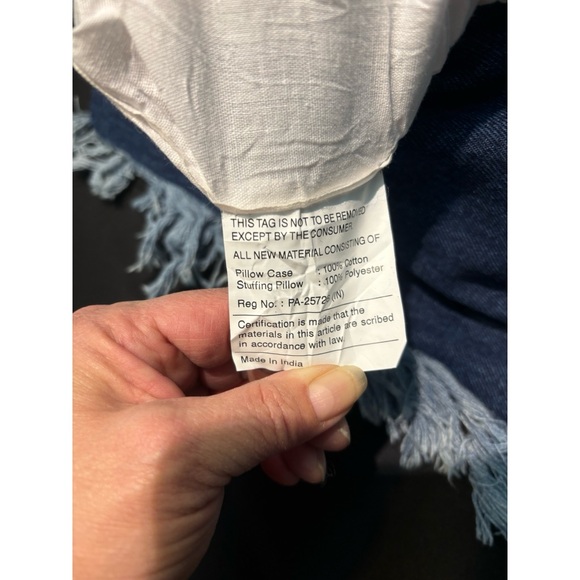 THIS TAG IS NOT TO BE REMOVED
EXCEPT BY THE CONSUMER
ALL NEW MATERIAL CONSISTING OF
Pillow Case : 100% Cotton
Stuffing Pillow : 100% Polyester
Reg No : PA-25725 (IN)
Certification is made that the
materials in this article are scribed
in accordance with law
Made In India